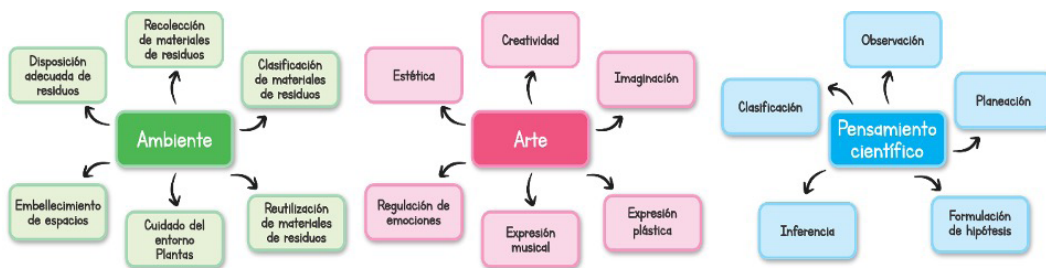 Recolección
de materiales
de residuos
Disposición
adecuada de
residuos
Clasificación
de materiales
de residuos
Ambiente
Embellecimiento
de espacios
Cuidado del
entorno
Plantas
Reutilización
de materiales
de residuos
Creatividad
Estética
Imaginación
Arte
Regulación de
emociones
Expresión
musical
Expresión
plástica
Observación
Clasificación
Planeación
Pensamiento
científico
Inferencia
Formulación
de hipótesis